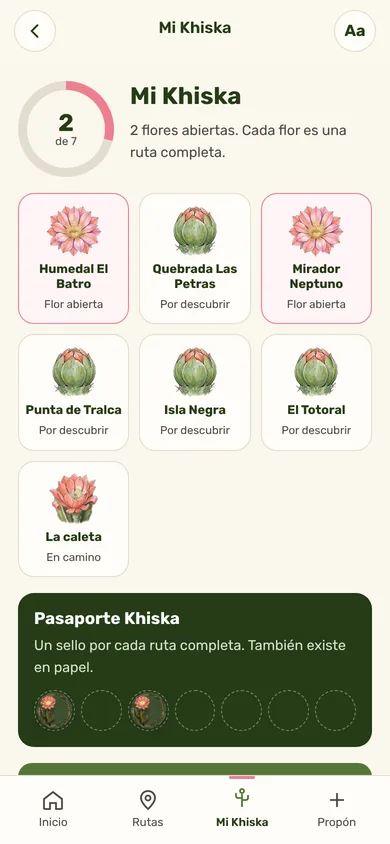 Mi Khiska
Aa
2
de 7
Mi Khiska
2 flores abiertas. Cada flor es una
ruta completa.
Humedal El
Batro
Flor abierta
Quebrada Las
Petras
Por descubrir
Mirador
Neptuno
Flor abierta
Punta de Tralca
Por descubrir
Isla Negra
Por descubrir
El Totoral
Por descubrir
La caleta
En camino
Pasaporte Khiska
Un sello por cada ruta completa. También existe
en papel.
Inicio
Rutas
Mi Khiska
Propón